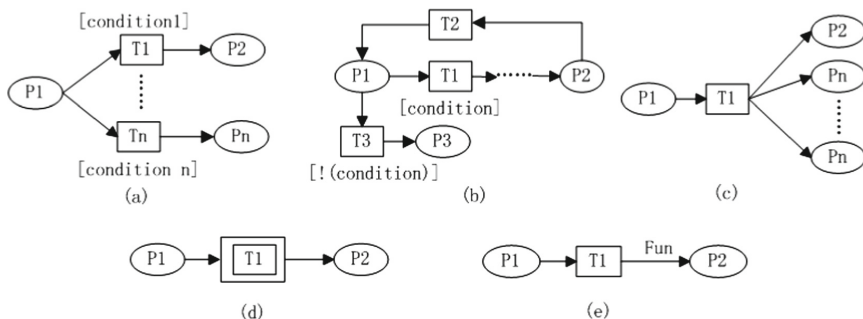 [condition1]
P1
T1
P2
Tn
Pn
[condition n]
(a)
T2
P1
T1
P2
[condition]
T3
P3
[!(condition)]
(b)
P1
T1
P2
Pn
Pn
(c)
P1
T1
P2
(d)
P1
T1
Fun
P2
(e)